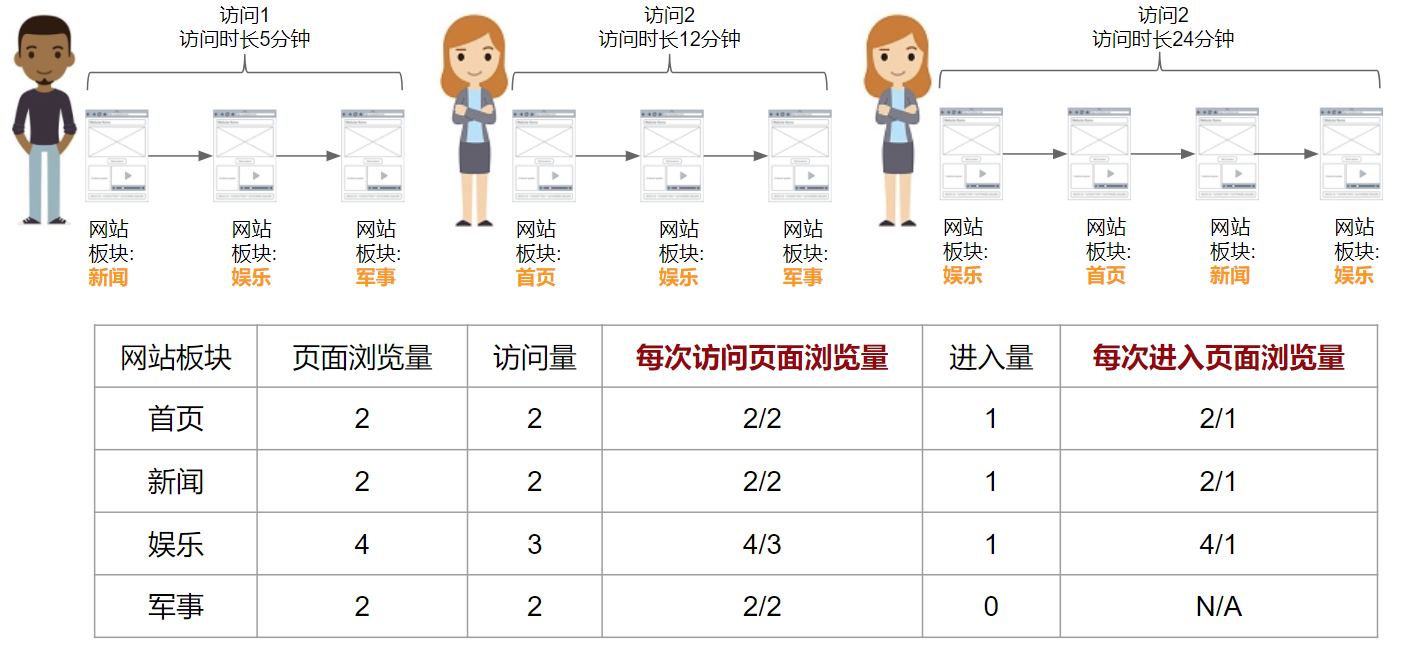 访问1
访问时长5分钟
访问2
访问时长12分钟
访问2
访问时长24分钟
网站
板块:
新闻
网站
板块:
娱乐
网站
板块:
军事
网站
板块:
首页
网站
板块:
娱乐
网站
板块:
军事
网站
板块:
娱乐
网站
板块:
首页
网站
板块:
新闻
网站
板块:
娱乐
网站板块 页面浏览量 访问量 每次访问页面浏览量 进入量 每次进入页面浏览量
首页 2 2 2/2 1 2/1
新闻 2 2 2/2 1 2/1
娱乐 4 3 4/3 1 4/1
军事 2 2 2/2 0 N/A